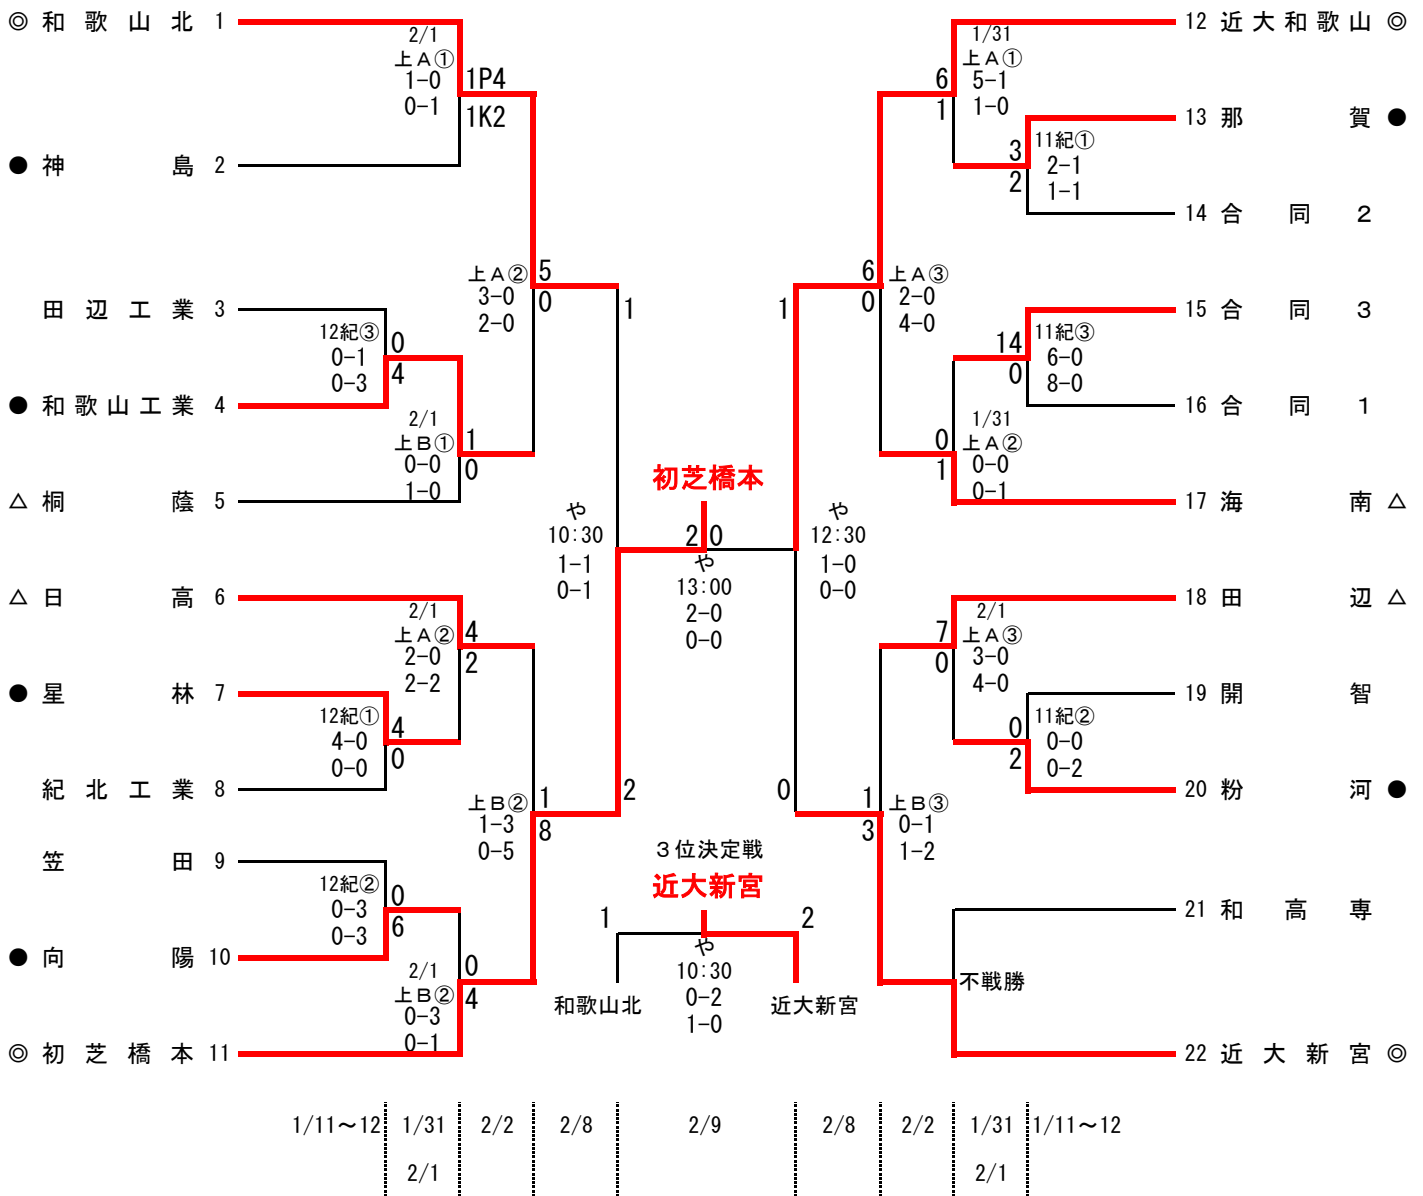 ◎ 和歌山北 1
2/1
上A①
1-0
0-1
1P4
1K2
● 神島 2
田辺工業 3
12紀③
0-1
0-3
0
4
● 和歌山工業 4
2/1
上B①
0-0
1-0
1
0
△ 桐蔭 5
上A②
3-0
2-0
5
0
1
△ 日高 6
2/1
上A②
2-0
2-2
4
2
● 星林 7
12紀①
4-0
0-0
4
0
紀北工業 8
上B②
1-3
0-5
1
8
2
笠田 9
12紀②
0-3
0-3
0
6
● 向陽 10
2/1
上B②
0-3
0-1
0
4
◎ 初芝橋本 11
や
10:30
1-1
0-1
初芝橋本
2 0
や
13:00
2-0
0-0
や
12:30
1-0
0-0
3位決定戦
近大新宮
1
2
や
10:30
0-2
1-0
和歌山北
近大新宮
12 近大和歌山 ◎
1/31
上A①
5-1
1-0
6
1
13 那賀 ●
11紀①
2-1
1-1
3
2
14 合同2
上A③
2-0
4-0
6
0
1
15 合同3
11紀③
6-0
8-0
14
0
16 合同1
1/31
上A②
0-0
0-1
0
1
17 海南 △
18 田辺 △
2/1
上A③
3-0
4-0
7
0
19 開智
11紀②
0-0
0-2
0
2
20 粉河 ●
上B③
0-1
1-2
1
3
0
21 和高専
不戦勝
22 近大新宮 ◎
1/11～12 1/31 2/2 2/8 2/9 2/8 2/2 1/31 1/11～12
2/1 2/1